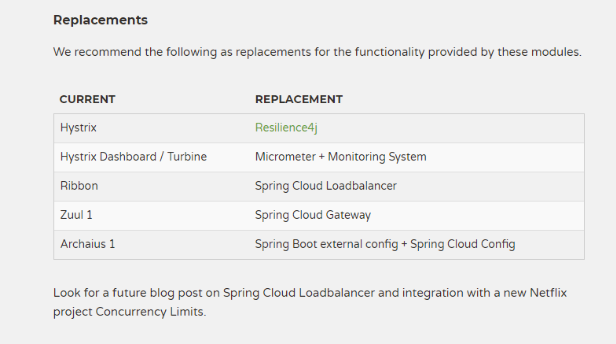 Replacements
We recommend the following as replacements for the functionality provided by these modules.
CURRENT REPLACEMENT
Hystrix Resilience4j
Hystrix Dashboard / Turbine Micrometer + Monitoring System
Ribbon Spring Cloud Loadbalancer
Zuul 1 Spring Cloud Gateway
Archaius 1 Spring Boot external config + Spring Cloud Config
Look for a future blog post on Spring Cloud Loadbalancer and integration with a new Netflix
project Concurrency Limits.